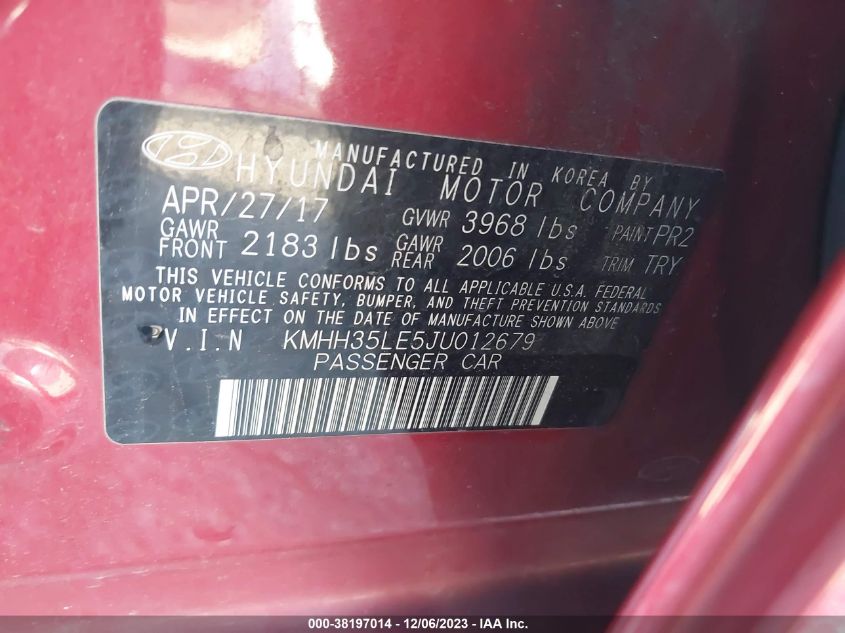 MANUFACTURED IN KOREA BY
HYUNDAI MOTOR COMPANY
APR/27/17 GVWR 3968 lbs PAINT PR2
GAWR FRONT 2183 lbs GAWR REAR 2006 lbs TRIM TRY
THIS VEHICLE CONFORMS TO ALL APPLICABLE U.S.A. FEDERAL
MOTOR VEHICLE SAFETY, BUMPER, AND THEFT PREVENTION STANDARDS
IN EFFECT ON THE DATE OF MANUFACTURE SHOWN ABOVE
V.I.N KMHH35LE5JU012679
PASSENGER CAR
000-38197014 - 12/06/2023 - IAA Inc.